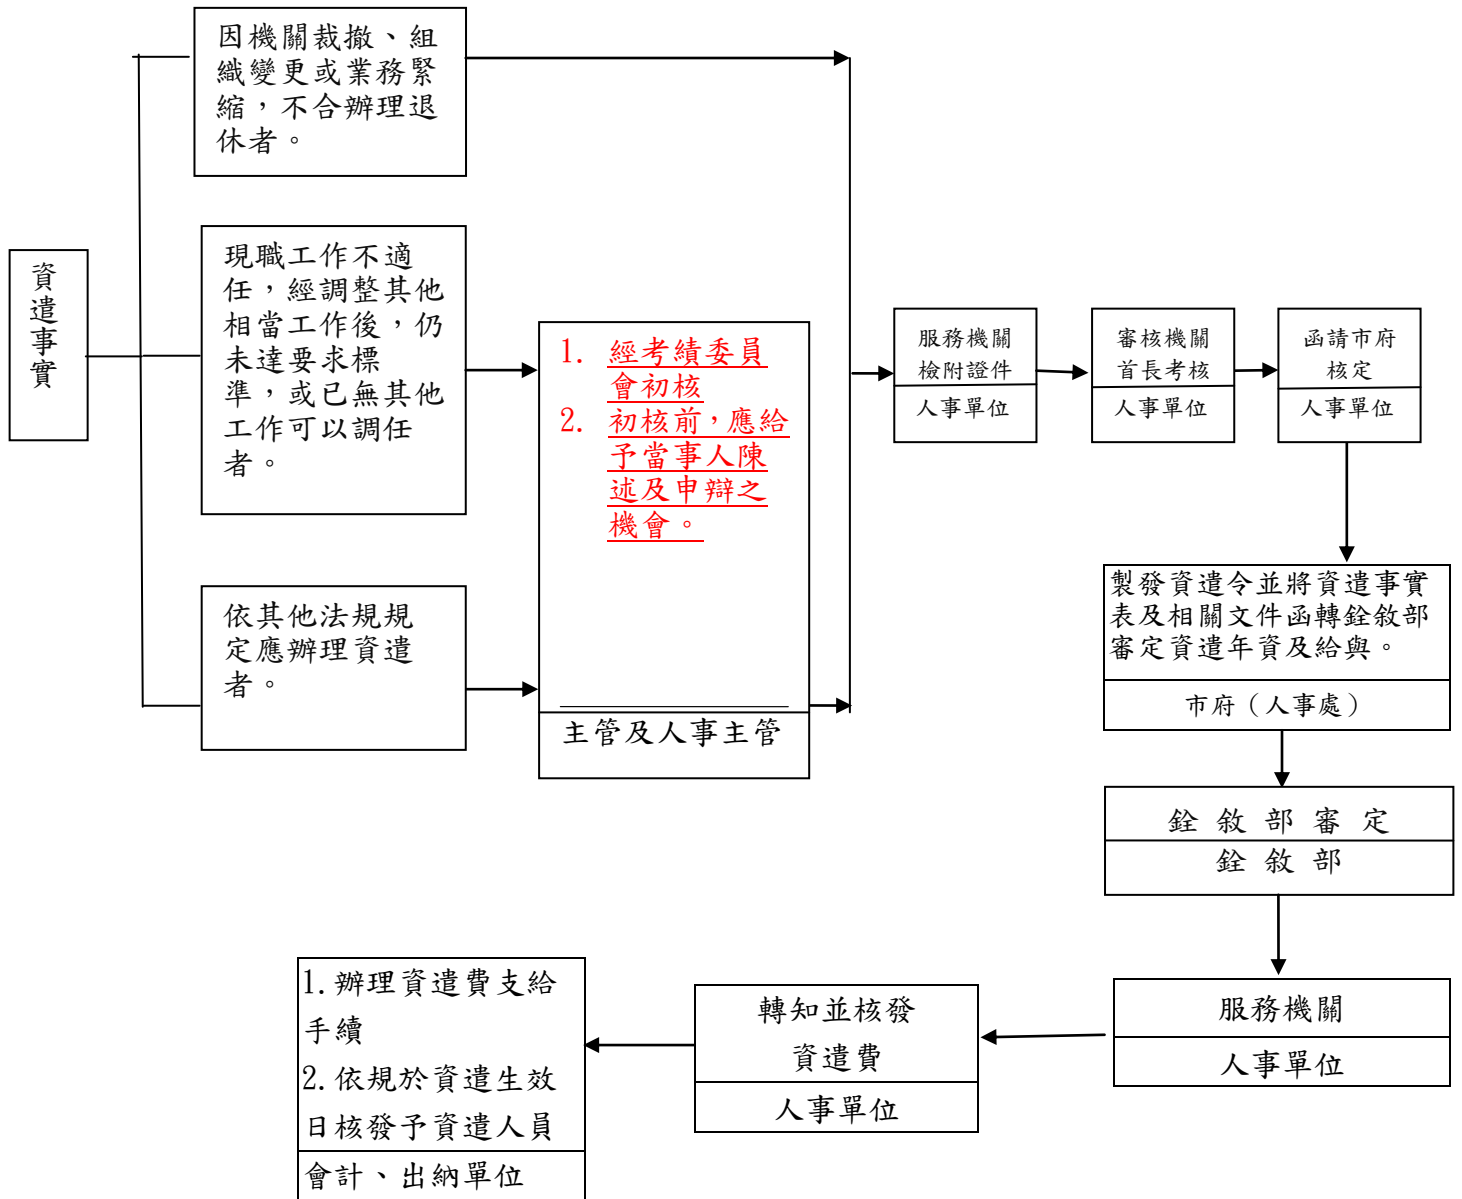 資遣事實
因機關裁撤、組
織變更或業務緊
縮，不合辦理退
休者。
現職工作不適
任，經調整其他
相當工作後，仍
未達要求標
準，或已無其他
工作可以調任
者。
依其他法規規
定應辦理資遣
者。
1. 經考績委員
會初核
2. 初核前，應給
予當事人陳
述及申辯之
機會。
主管及人事主管
服務機關
檢附證件
人事單位
審核機關
首長考核
人事單位
函請市府
核定
人事單位
製發資遣令並將資遣事實
表及相關文件函轉銓敘部
審定資遣年資及給與。
市府（人事處）
銓敘部審定
銓敘部
服務機關
人事單位
轉知並核發
資遣費
人事單位
1.辦理資遣費支給
手續
2.依規於資遣生效
日核發予資遣人員
會計、出納單位